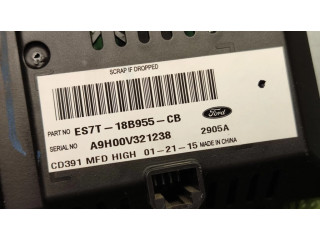 SCRAP IF DROPPED
PART NO ES7T-18B955-CB
Ford
SERIAL NO A9H00V321238
2905A
CD391 MFD HIGH 01-21-15 MADE IN CHINA